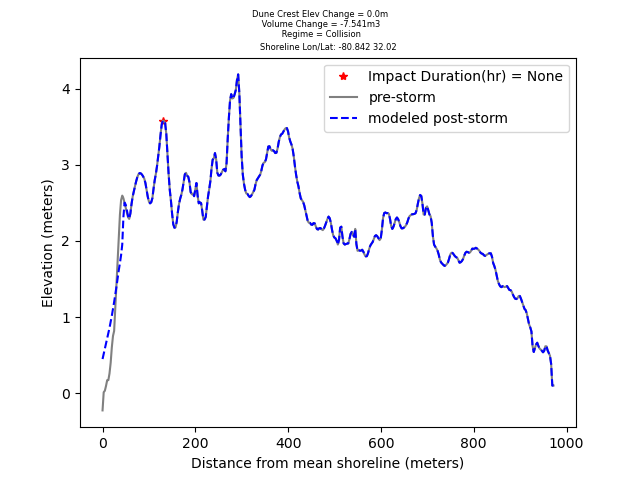 Dune Crest Elev Change = 0.0m
Volume Change = -7.541m3
Regime = Collision
Shoreline Lon/Lat: -80.842 32.02
Impact Duration(hr) = None
pre-storm
modeled post-storm
Elevation (meters)
4
3
2
1
0
0 200 400 600 800 1000
Distance from mean shoreline (meters)